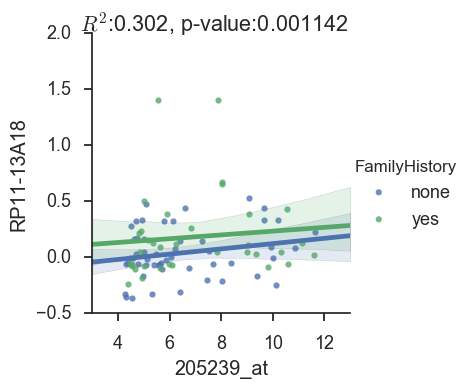 R²:0.302, p-value:0.001142
2.0
1.5
1.0
0.5
0.0
−0.5
RP11-13A18
4 6 8 10 12
205239_at
FamilyHistory
none
yes